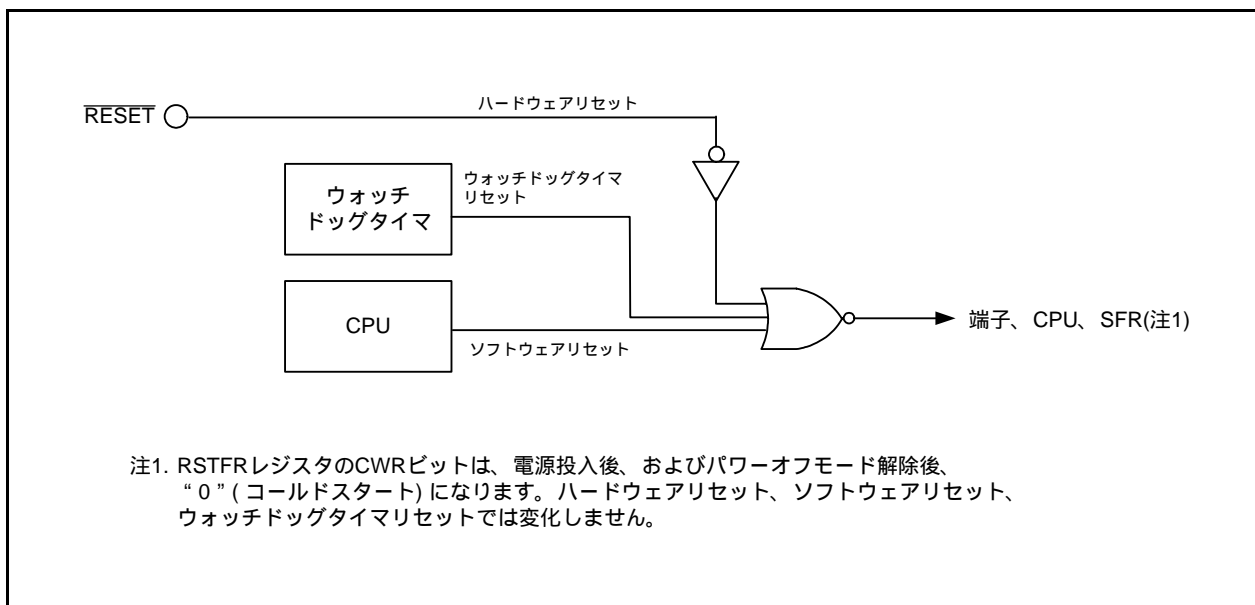 ハードウェアリセット
RESET
ウォッチドッグタイマ
リセット
ウォッチ
ドッグタイマ
CPU
ソフトウェアリセット
端子、CPU、SFR(注1)
注1. RSTFRレジスタのCWRビットは、電源投入後、およびパワーオフモード解除後、
“ 0 ” ( コールドスタート) になります。ハードウェアリセット、ソフトウェアリセット、
ウォッチドッグタイマリセットでは変化しません。